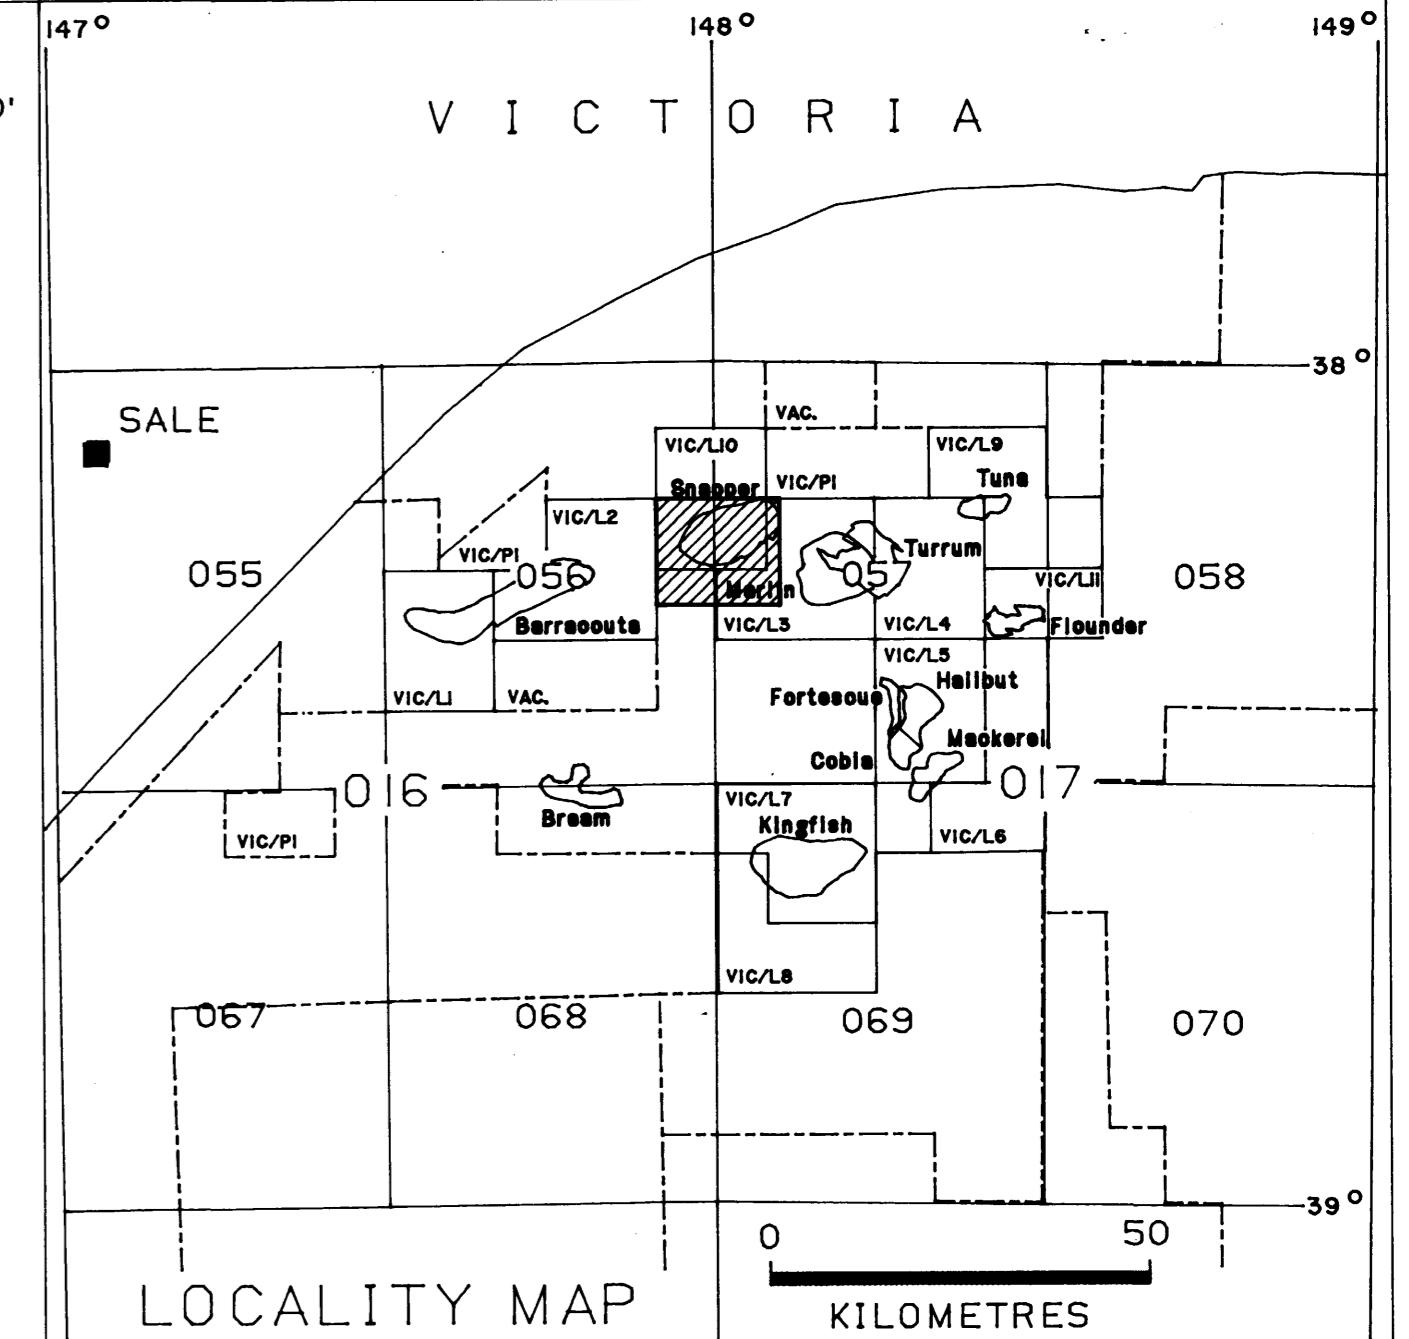 147° 148° 149°
0'
VICTORIA
38°
SALE
VAC.
VIC/L10 VIC/L9
Snapper VIC/P1 Tuna
VIC/L2
VIC/P1 Turrum
055 056 05 VIC/L11 058
Merlin
Barracouta VIC/L3 VIC/L4 Flounder
VIC/L5
VIC/L1 VAC. Fortescue Halibut
Cobia Mackerel
016 017
VIC/L7
Bream Kingfish
VIC/P1 VIC/L6
VIC/L8
067 068 069 070
39°
0 50
LOCALITY MAP KILOMETRES